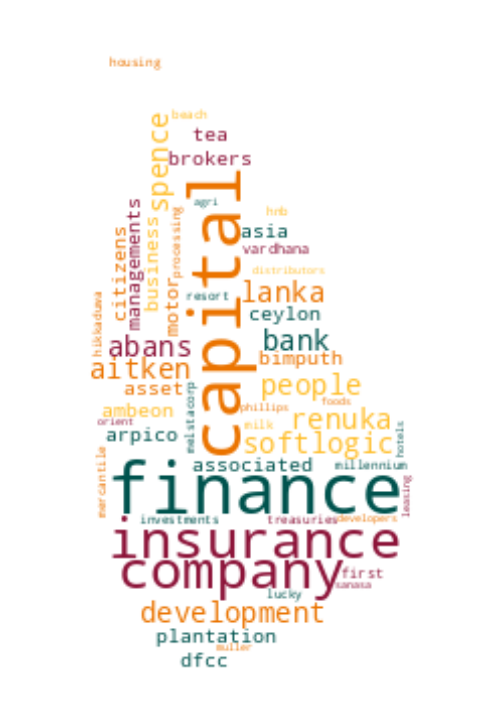 housing
beach
spence
tea
brokers
capital
agri
managements
hnb
processing
business
citizens
asia
vardhana
distributors
motor
lanka
resort
hikkaduwa
ceylon
bank
abans
bimputh
aitken
people
asset
melstacorp
foods
phillips
ambeon
renuka
orient
milk
arpico
softlogic
hotels
mercantile
associated
millennium
finance
leasing
investments
treasuries
developers
insurance
company
first
sanasa
lucky
development
plantation
muller
dfcc